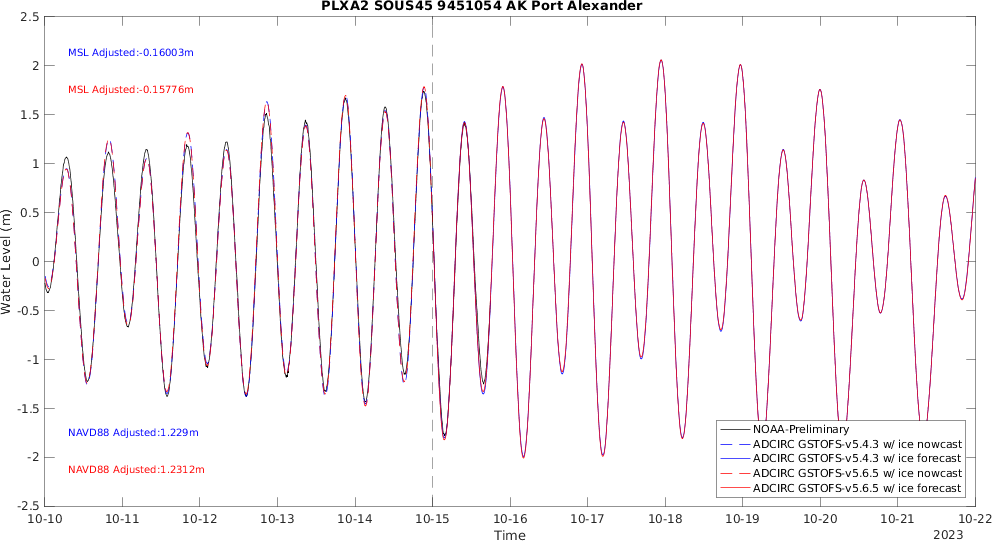 PLXA2 SOUS45 9451054 AK Port Alexander
2.5
2
1.5
1
0.5
0
-0.5
-1
-1.5
-2
-2.5
Water Level (m)
MSL Adjusted:-0.16003m
MSL Adjusted:-0.15776m
NAVD88 Adjusted:1.229m
NAVD88 Adjusted:1.2312m
NOAA-Preliminary
ADCIRC GSTOFS-v5.4.3 w/ ice nowcast
ADCIRC GSTOFS-v5.4.3 w/ ice forecast
ADCIRC GSTOFS-v5.6.5 w/ ice nowcast
ADCIRC GSTOFS-v5.6.5 w/ ice forecast
10-10 10-11 10-12 10-13 10-14 10-15 10-16 10-17 10-18 10-19 10-20 10-21 10-22
Time
2023